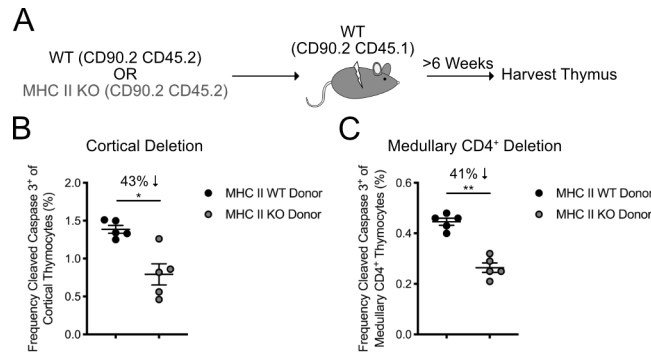 A
WT (CD90.2 CD45.2)
OR
MHC II KO (CD90.2 CD45.2)
WT
(CD90.2 CD45.1)
>6 Weeks
Harvest Thymus
B
Cortical Deletion
Frequency Cleaved Caspase 3⁺ of
Cortical Thymocytes (%)
2.0
1.5
1.0
0.5
0.0
43% ↓
*
MHC II WT Donor
MHC II KO Donor
C
Medullary CD4⁺ Deletion
Frequency Cleaved Caspase 3⁺ of
Medullary CD4⁺ Thymocytes (%)
0.6
0.4
0.2
0.0
41% ↓
**
MHC II WT Donor
MHC II KO Donor